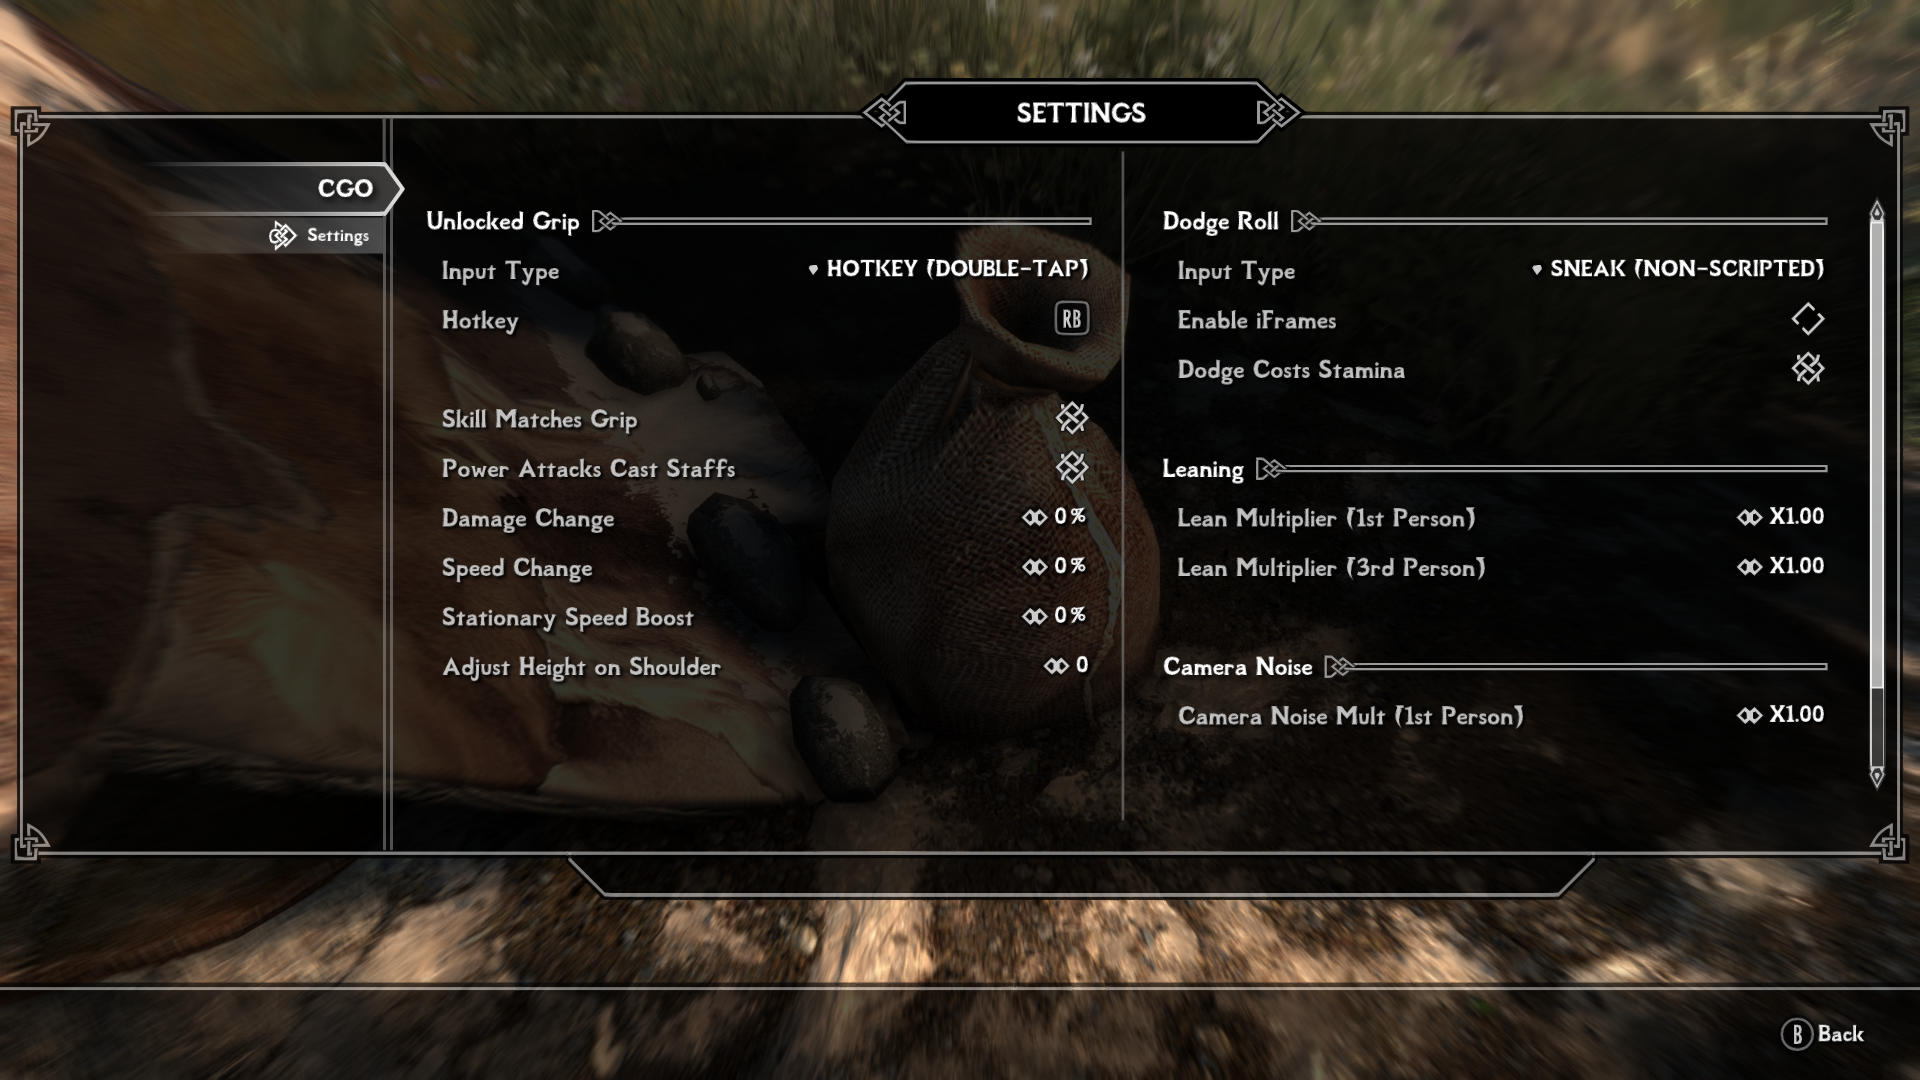 SETTINGS
CGO
Settings
Unlocked Grip
Input Type HOTKEY (DOUBLE-TAP)
Hotkey RB
Skill Matches Grip
Power Attacks Cast Staffs
Damage Change 0%
Speed Change 0%
Stationary Speed Boost 0%
Adjust Height on Shoulder 0
Dodge Roll
Input Type SNEAK (NON-SCRIPTED)
Enable iFrames
Dodge Costs Stamina
Leaning
Lean Multiplier (1st Person) X1.00
Lean Multiplier (3rd Person) X1.00
Camera Noise
Camera Noise Mult (1st Person) X1.00
B Back